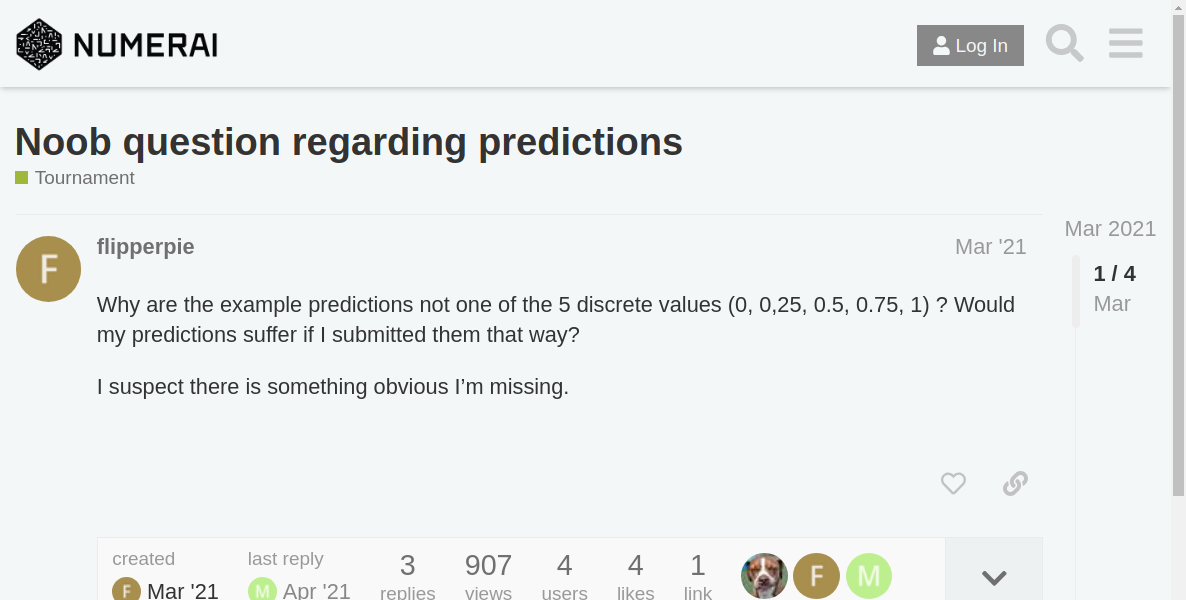 NUMERAI
Log In
Noob question regarding predictions
Tournament
Mar 2021
F
flipperpie
Mar '21
1 / 4
Mar
Why are the example predictions not one of the 5 discrete values (0, 0,25, 0.5, 0.75, 1) ? Would
my predictions suffer if I submitted them that way?
I suspect there is something obvious I’m missing.
created
last reply
3
907
4
4
1
F
M
F
Mar '21
M
Apr '21
replies
views
users
likes
link